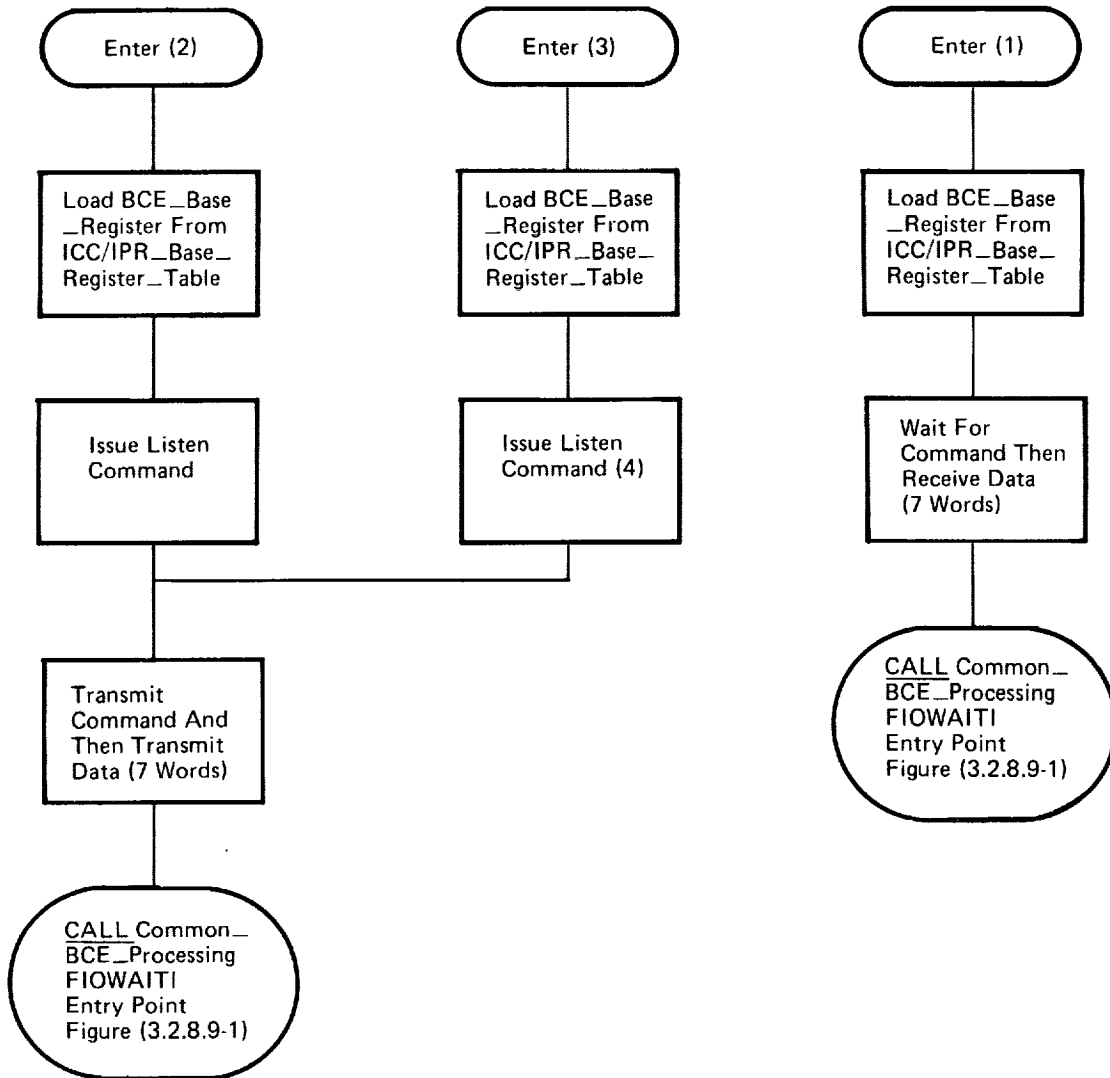 Enter (2)
Load BCE_Base
_Register From
ICC/IPR_Base_
Register_Table
Issue Listen
Command
Transmit
Command And
Then Transmit
Data (7 Words)
CALL Common_
BCE_Processing
FIOWAITI
Entry Point
Figure (3.2.8.9-1)
Enter (3)
Load BCE_Base
_Register From
ICC/IPR_Base_
Register_Table
Issue Listen
Command (4)
Enter (1)
Load BCE_Base
_Register From
ICC/IPR_Base_
Register_Table
Wait For
Command Then
Receive Data
(7 Words)
CALL Common_
BCE_Processing
FIOWAITI
Entry Point
Figure (3.2.8.9-1)